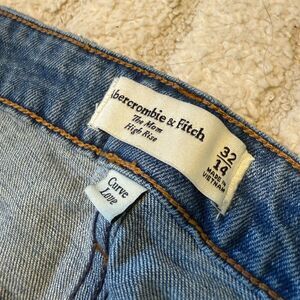 Abercrombie & Fitch
The Mom
High Rise
32
14
MADE IN
VIETNAM
Curve
Love